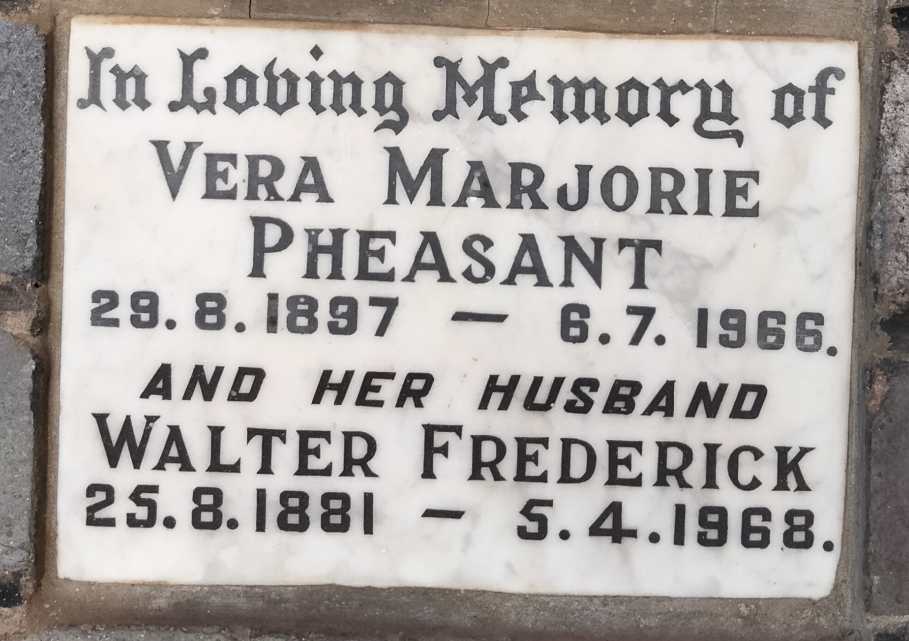 In Loving Memory of
VERA MARJORIE
PHEASANT
29.8.1897 — 6.7.1966.
AND HER HUSBAND
WALTER FREDERICK
25.8.1881 — 5.4.1968.